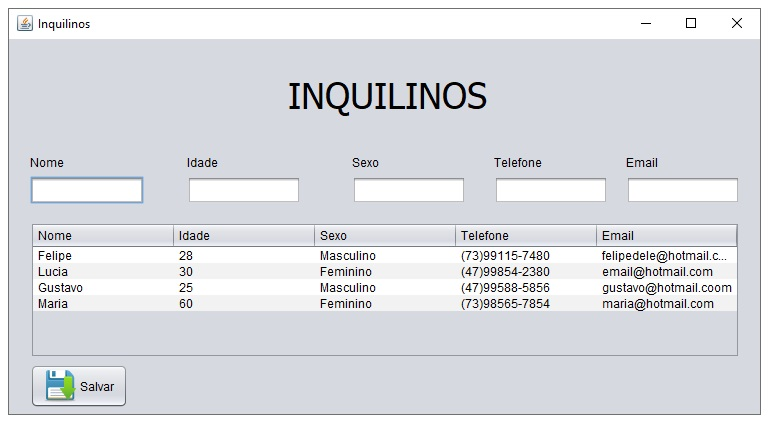 Inquilinos
INQUILINOS
Nome Idade Sexo Telefone Email
Nome Idade Sexo Telefone Email
Felipe 28 Masculino (73)99115-7480 felipedele@hotmail.c...
Lucia 30 Feminino (47)99854-2380 email@hotmail.com
Gustavo 25 Masculino (47)99588-5856 gustavo@hotmail.coom
Maria 60 Feminino (73)98565-7854 maria@hotmail.com
Salvar